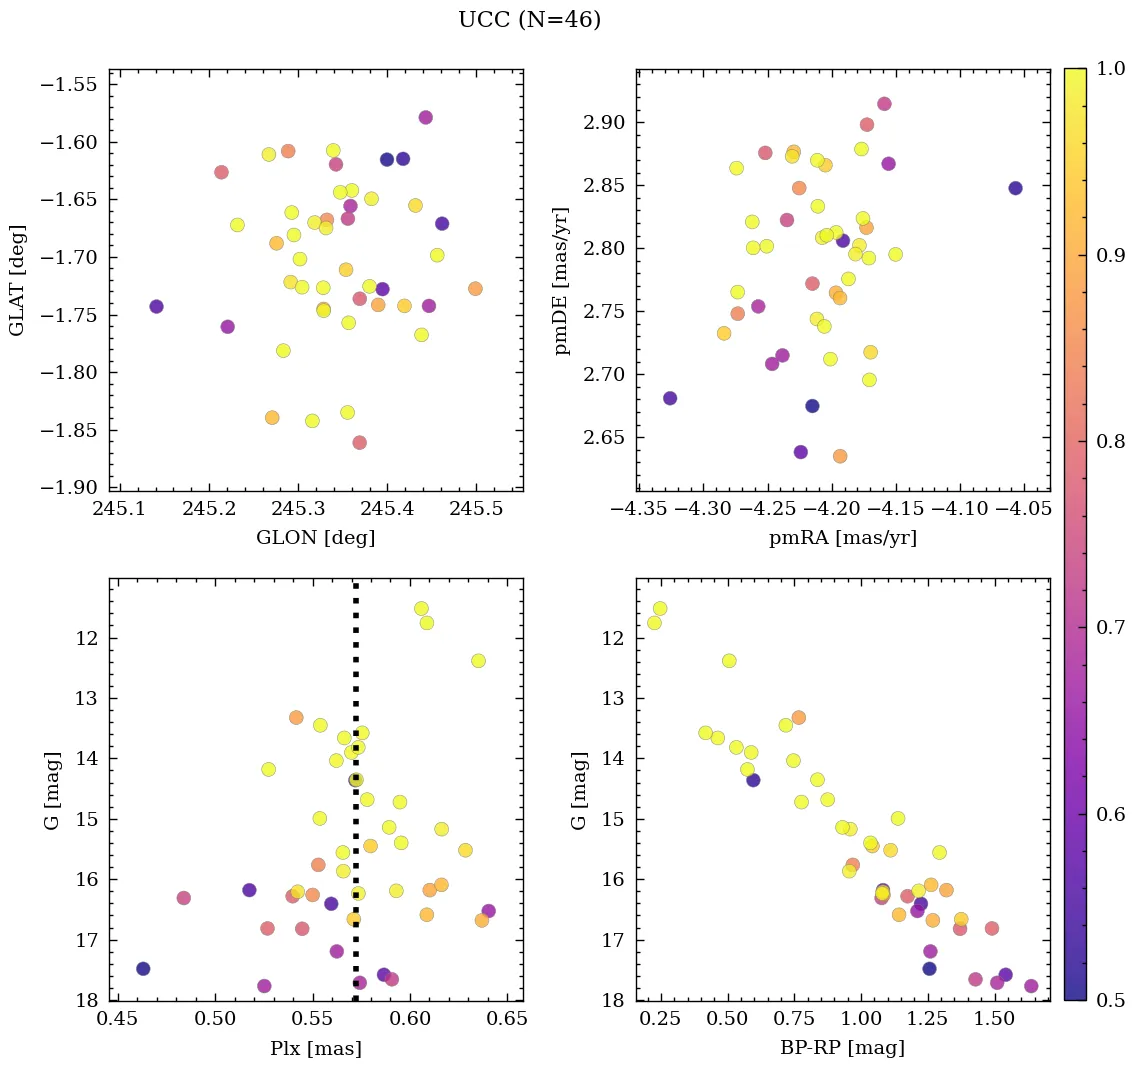 UCC (N=46)
−1.55
−1.60
−1.65
−1.70
−1.75
−1.80
−1.85
−1.90
GLAT [deg]
245.1 245.2 245.3 245.4 245.5
GLON [deg]
2.90
2.85
2.80
2.75
2.70
2.65
pmDE [mas/yr]
−4.35 −4.30 −4.25 −4.20 −4.15 −4.10 −4.05
pmRA [mas/yr]
12
13
14
15
16
17
18
G [mag]
0.45 0.50 0.55 0.60 0.65
Plx [mas]
12
13
14
15
16
17
18
G [mag]
0.25 0.50 0.75 1.00 1.25 1.50
BP-RP [mag]
1.0
0.9
0.8
0.7
0.6
0.5